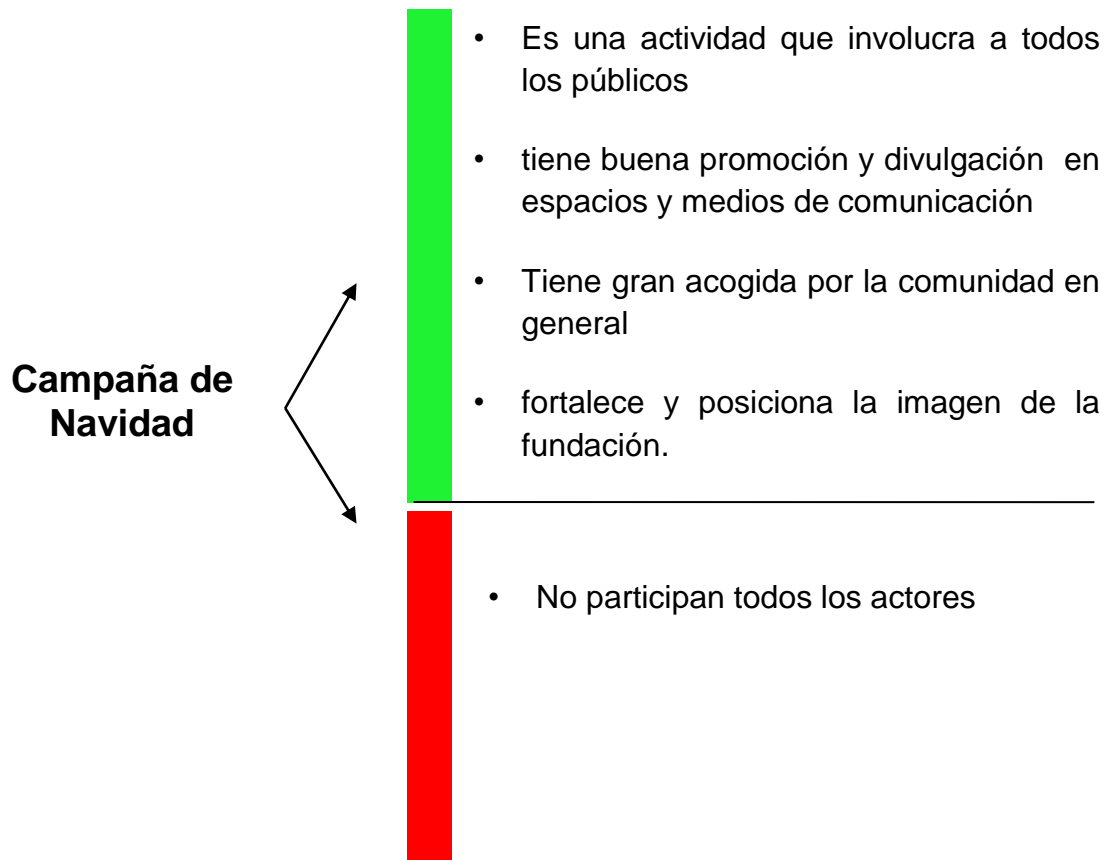 Campaña de
Navidad
• Es una actividad que involucra a todos
los públicos
• tiene buena promoción y divulgación en
espacios y medios de comunicación
• Tiene gran acogida por la comunidad en
general
• fortalece y posiciona la imagen de la
fundación.
• No participan todos los actores